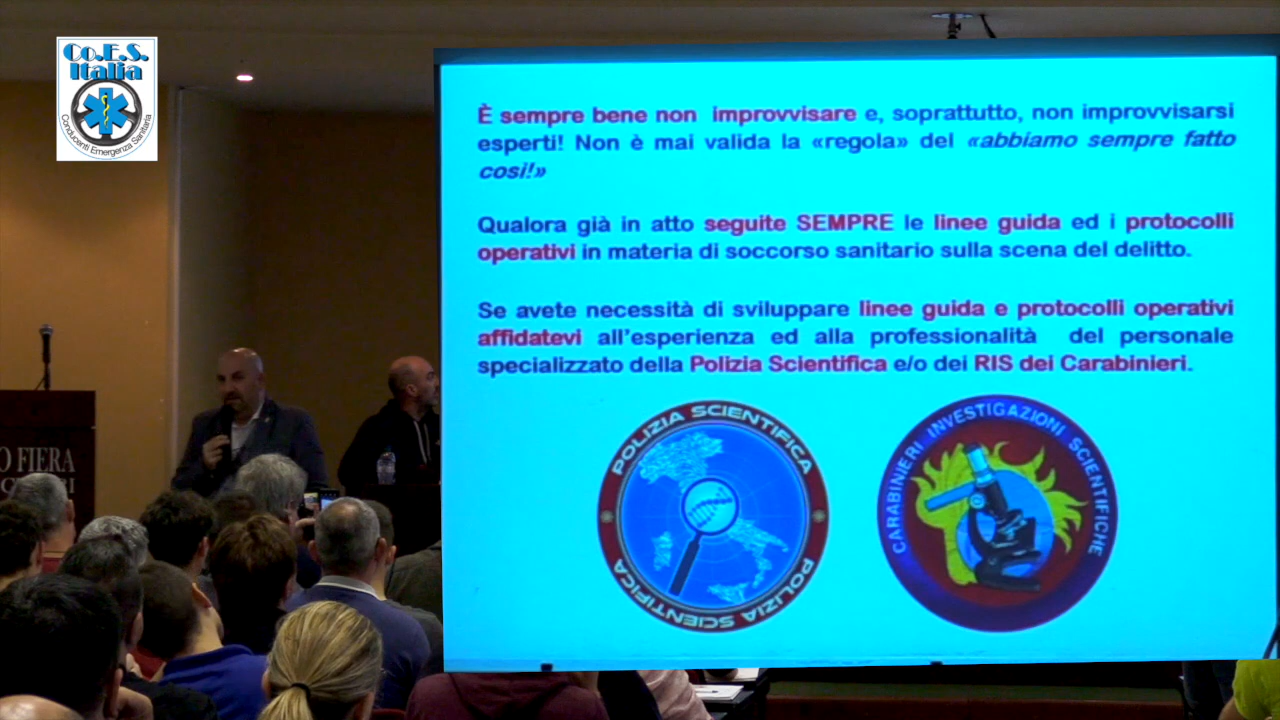 Co.E.S.
Italia
Conducenti Emergenza Sanitaria
È sempre bene non improvvisare e, soprattutto, non improvvisarsi
esperti! Non è mai valida la «regola» del «abbiamo sempre fatto
così!»
Qualora già in atto seguite SEMPRE le linee guida ed i protocolli
operativi in materia di soccorso sanitario sulla scena del delitto.
Se avete necessità di sviluppare linee guida e protocolli operativi
affidatevi all'esperienza ed alla professionalità del personale
specializzato della Polizia Scientifica e/o dei RIS dei Carabinieri.
POLIZIA SCIENTIFICA
POLIZIA SCIENTIFICA
CARABINIERI INVESTIGAZIONI SCIENTIFICHE
O FIERA